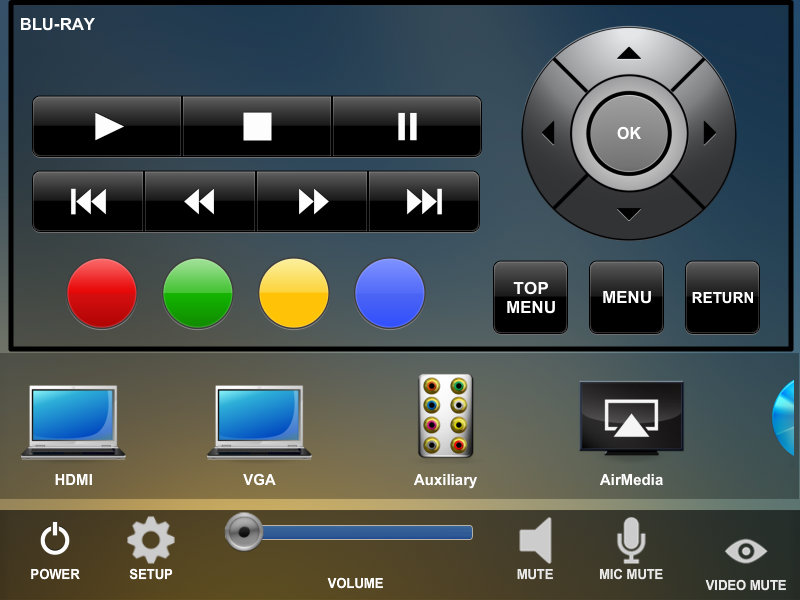 BLU-RAY
OK
TOP
MENU
MENU
RETURN
HDMI
VGA
Auxiliary
AirMedia
POWER
SETUP
VOLUME
MUTE
MIC MUTE
VIDEO MUTE